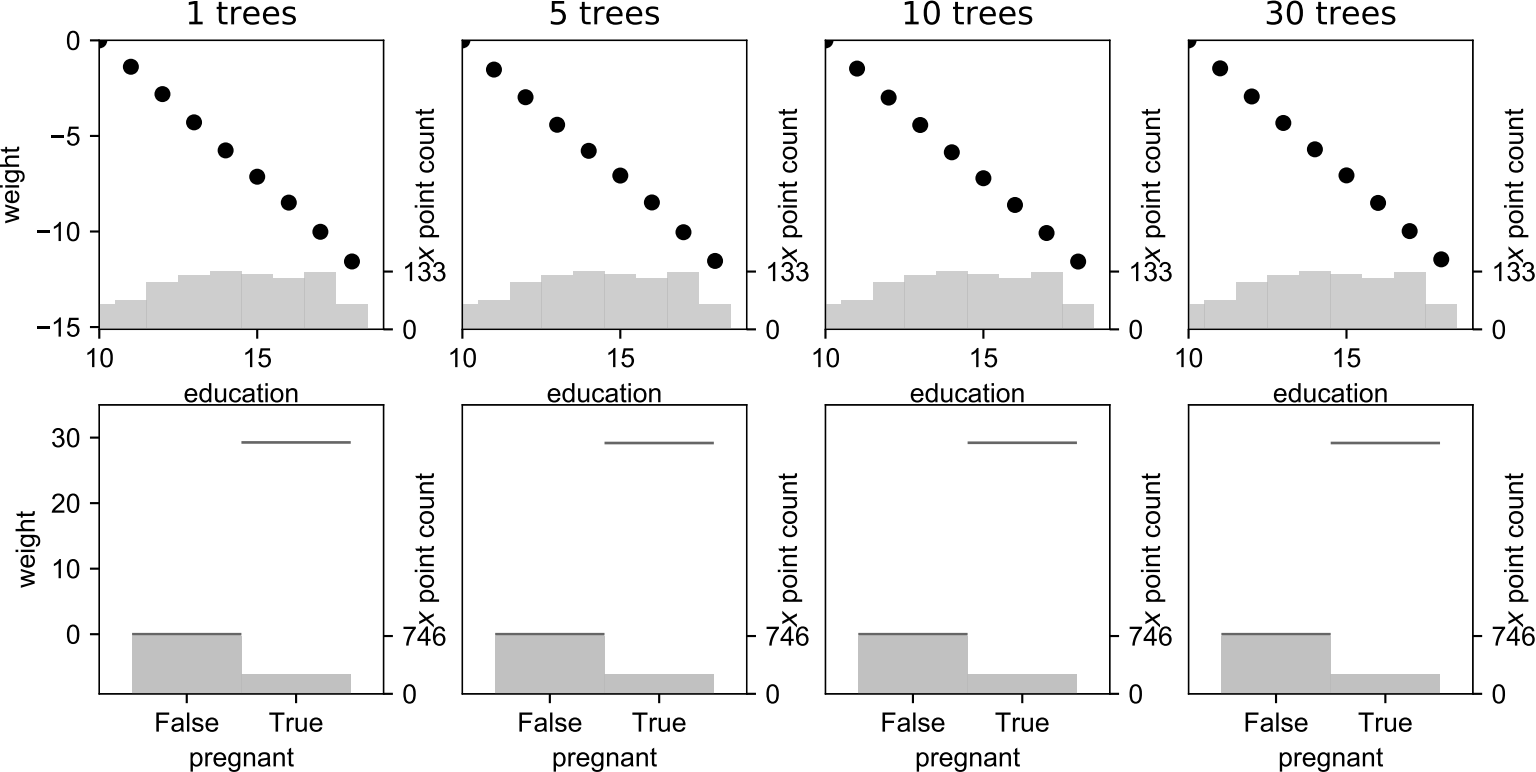 1 trees 5 trees 10 trees 30 trees
0
−5
−10
−15
weight
133
0
x point count
10 15
education
133
0
x point count
10 15
education
133
0
x point count
10 15
education
133
0
x point count
10 15
education
30
20
10
0
weight
746
0
x point count
False True
pregnant
746
0
x point count
False True
pregnant
746
0
x point count
False True
pregnant
746
0
x point count
False True
pregnant